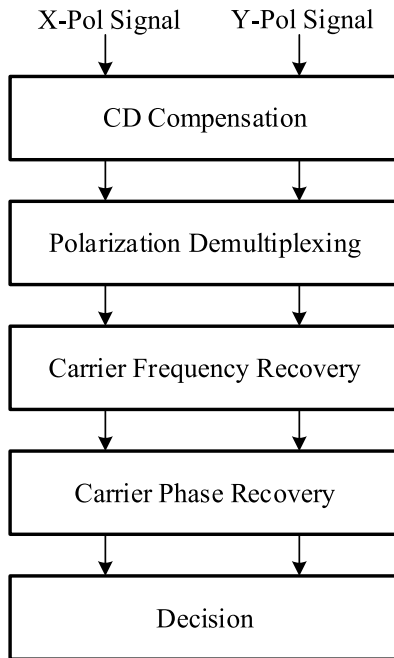 X-Pol Signal Y-Pol Signal
CD Compensation
Polarization Demultiplexing
Carrier Frequency Recovery
Carrier Phase Recovery
Decision